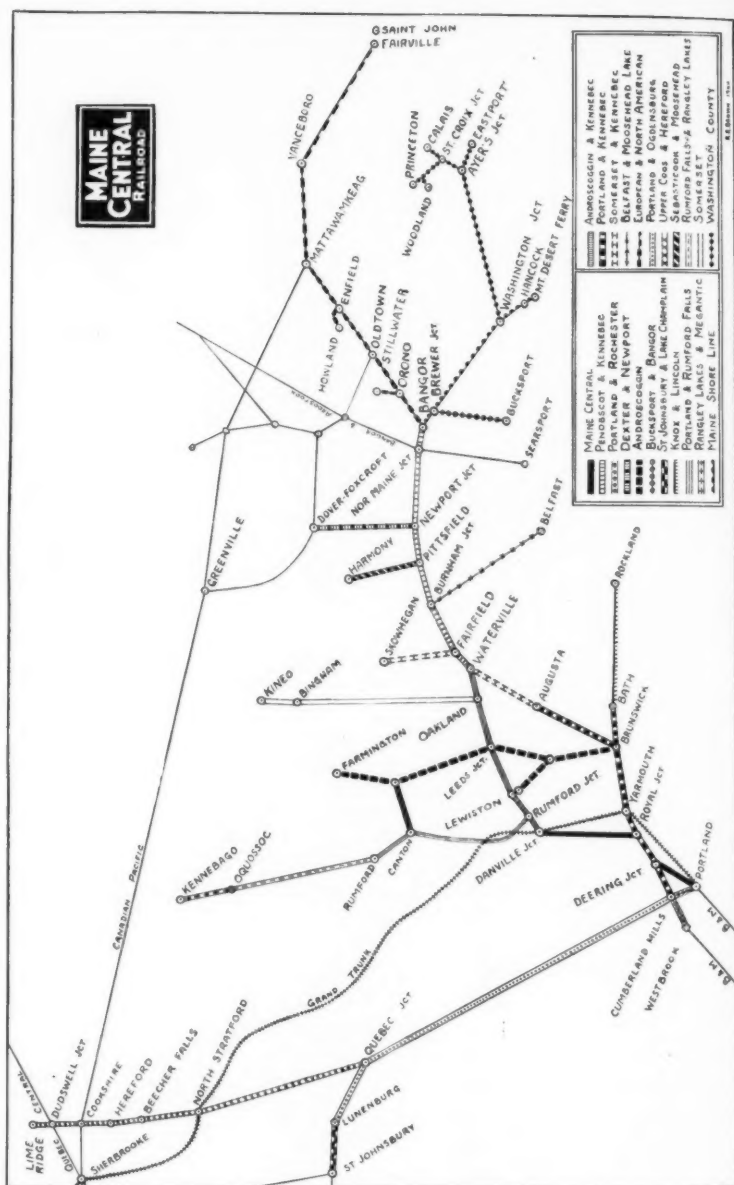 MAINE
CENTRAL
RAILROAD
SAINT JOHN
FAIRVILLE
VANCEBORO
MATTAWAMKEAG
PRINCETON
CALAIS
ST. CROIX JCT
WOODLAND
EASTPORT
AYER'S JCT
ENFIELD
HOWLAND
OLDTOWN
STILLWATER
ORONO
BANGOR
BREWER JCT
WASHINGTON JCT
HANCOCK
MT DESERT FERRY
BUCKSPORT
SEARSPORT
BANGOR &
AROOSTOOK
GREENVILLE
DOVER-FOXCROFT
NOR MAINE JCT
NEWPORT JCT
HARMONY
PITTSFIELD
BURNHAM JCT
BELFAST
SKOWHEGAN
FAIRFIELD
WATERVILLE
KINEO
BINGHAM
OAKLAND
AUGUSTA
ROCKLAND
BATH
BRUNSWICK
FARMINGTON
LEEDS JCT.
LEWISTON
RUMFORD JCT.
YARMOUTH
ROYAL JCT
KENNEBAGO
QUOSSOC
RUMFORD
CANTON
DANVILLE JCT
DEERING JCT.
PORTLAND
CUMBERLAND MILLS
WESTBROOK
B & M
B & M
CANADIAN PACIFIC
GRAND TRUNK
QUEBEC CENTRAL
LIME
RIDGE
DUDSWELL JCT
COOKSHIRE
HEREFORD
BEECHER FALLS
NORTH STRATFORD
SHERBROOKE
QUEBEC JCT
LUNENBURG
ST JOHNSBURY
MAINE CENTRAL
PENOBSCOT & KENNEBEC
PORTLAND & ROCHESTER
DEXTER & NEWPORT
ANDROSCOGGIN
BUCKSPORT & BANGOR
ST JOHNSBURY & LAKE CHAMPLAIN
KNOX & LINCOLN
PORTLAND & RUMFORD FALLS
RANGLEY LAKES & MEGANTIC
MAINE SHORE LINE
ANDROSCOGGIN & KENNEBEC
PORTLAND & KENNEBEC
SOMERSET & KENNEBEC
BELFAST & MOOSEHEAD LAKE
EUROPEAN & NORTH AMERICAN
PORTLAND & OGDENSBURG
UPPER COOS & HEREFORD
SEBASTICOOK & MOOSEHEAD
RUMFORD FALLS & RANGLEY LAKES
SOMERSET
WASHINGTON COUNTY